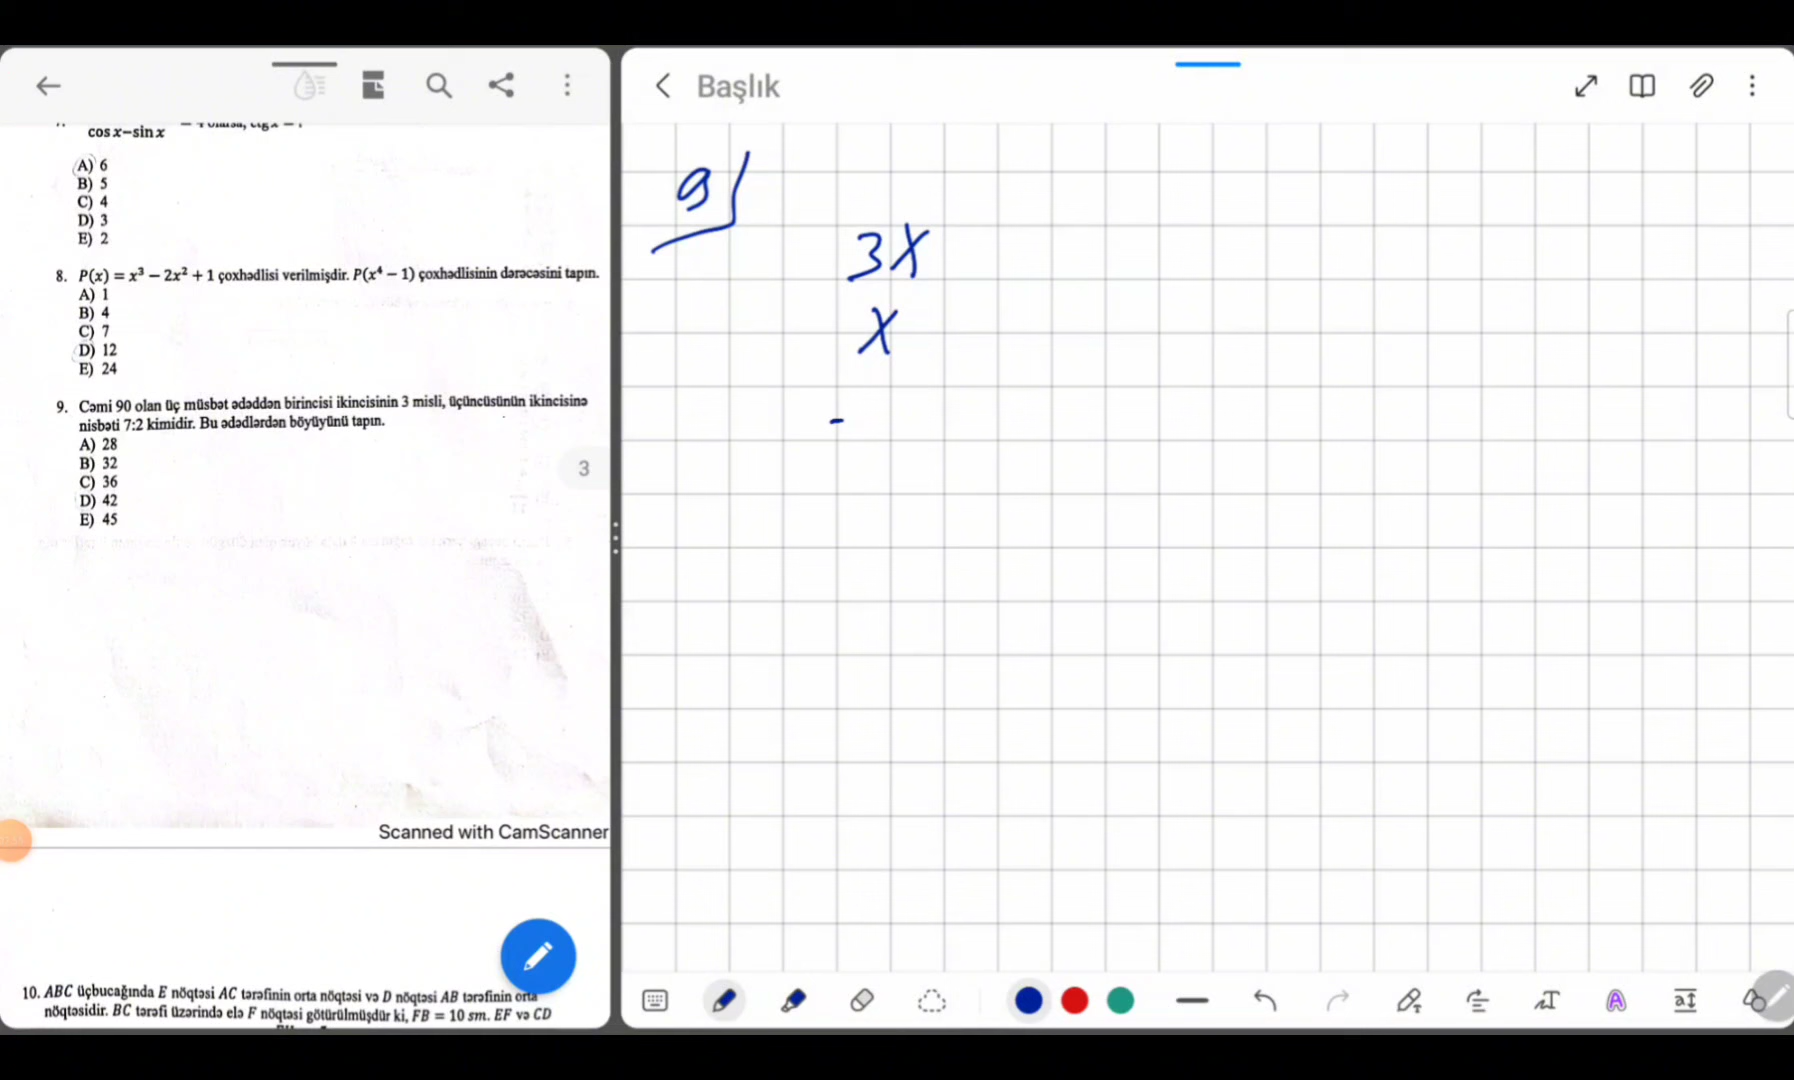 Başlık
cos x−sin x
A) 6
B) 5
C) 4
D) 3
E) 2
8. P(x) = x³ − 2x² + 1 çoxhədlisi verilmişdir. P(x⁴ − 1) çoxhədlisinin dərəcəsini tapın.
A) 1
B) 4
C) 7
D) 12
E) 24
9. Cəmi 90 olan üç müsbət ədəddən birincisi ikincisinin 3 misli, üçüncüsünün ikincisinə
nisbəti 7:2 kimidir. Bu ədədlərdən böyüyünü tapın.
A) 28
B) 32
C) 36
D) 42
E) 45
3
Scanned with CamScanner
10. ABC üçbucağında E nöqtəsi AC tərəfinin orta nöqtəsi və D nöqtəsi AB tərəfinin orta
nöqtəsidir. BC tərəfi üzərində elə F nöqtəsi götürülmüşdür ki, FB = 10 sm. EF və CD
9
3x
x
-